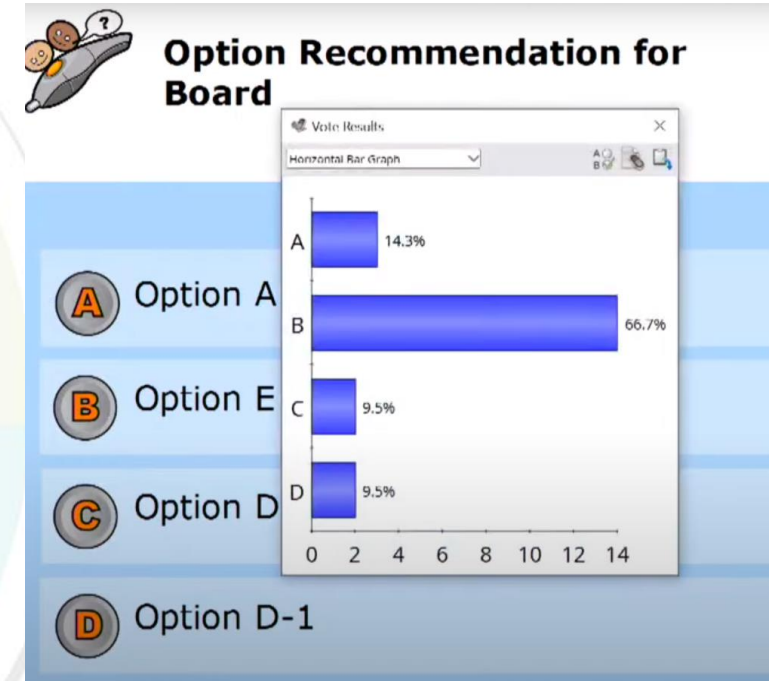 ?
Option Recommendation for
Board
Vote Results
Horizontal Bar Graph
A
B
A 14.3%
B 66.7%
C 9.5%
D 9.5%
0 2 4 6 8 10 12 14
A Option A
B Option E
C Option D
D Option D-1